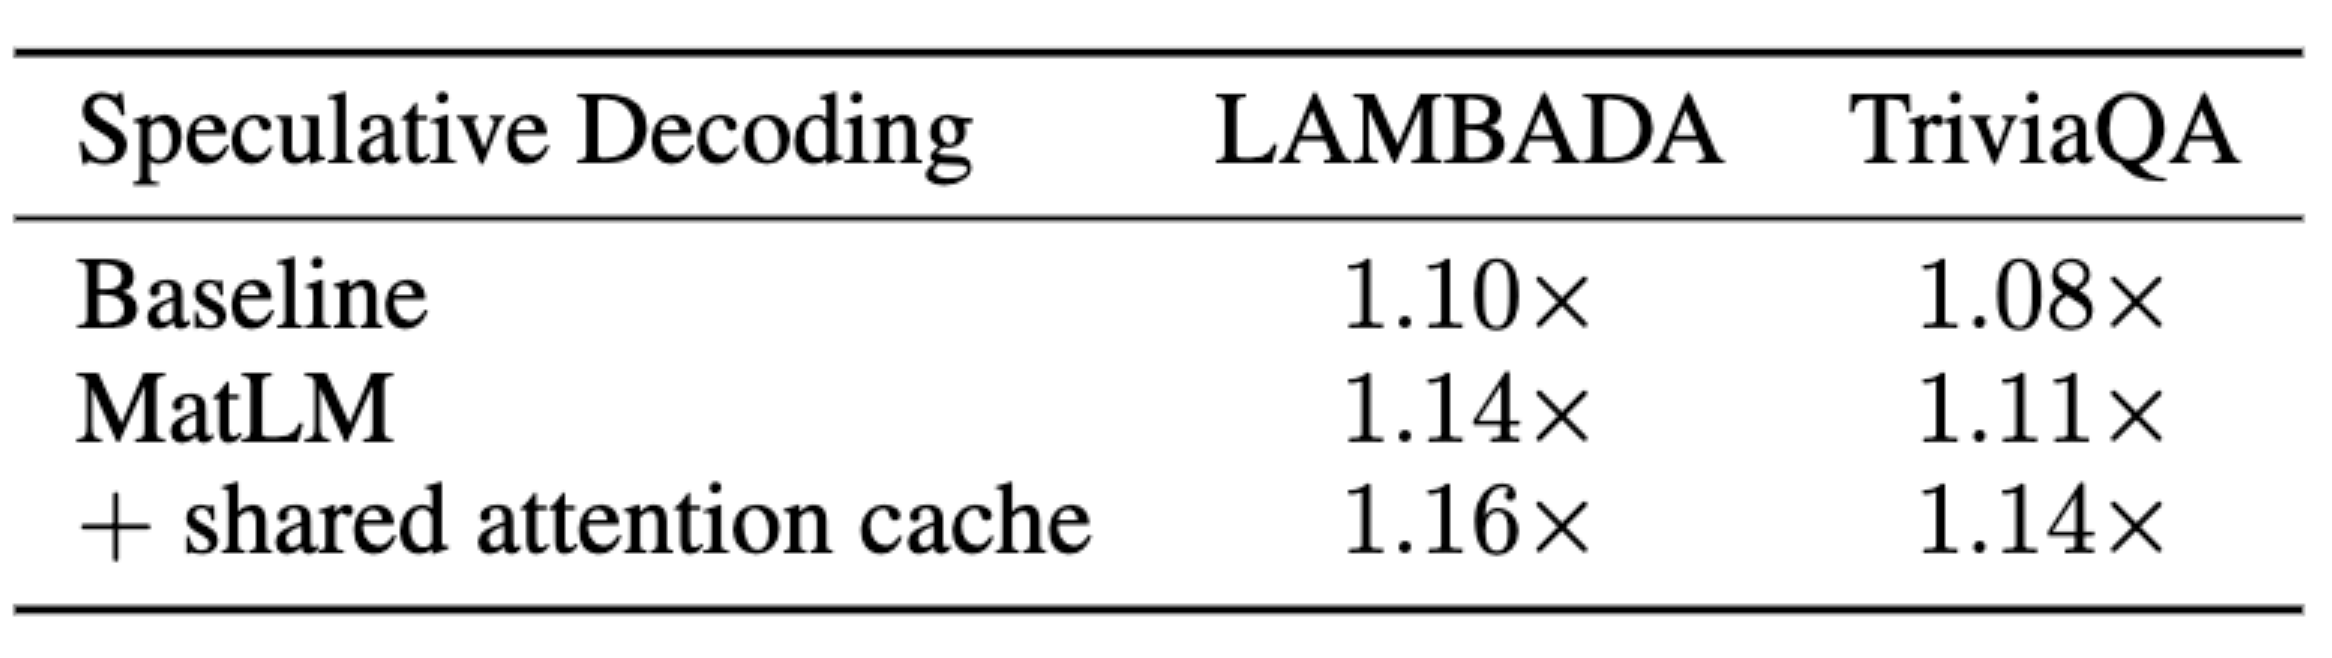 Speculative Decoding LAMBADA TriviaQA
Baseline 1.10× 1.08×
MatLM 1.14× 1.11×
+ shared attention cache 1.16× 1.14×